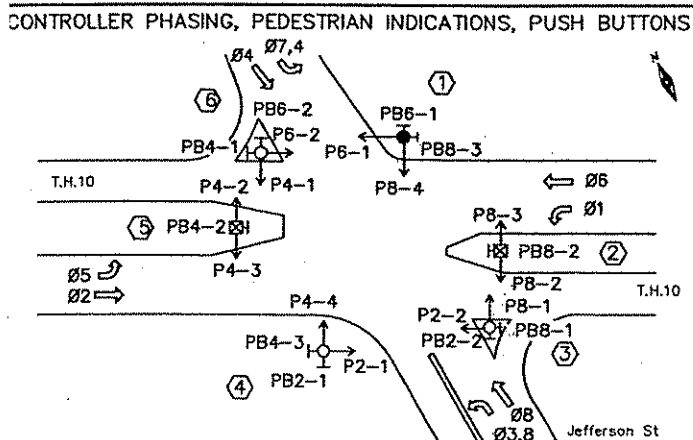 CONTROLLER PHASING, PEDESTRIAN INDICATIONS, PUSH BUTTONS
Ø4
Ø7,4
N
1
6
PB6-2
PB6-1
PB4-1
P6-2
P6-1
PB8-3
T.H.10
P4-2
P4-1
P8-4
Ø6
P8-3
Ø1
5
PB4-2
PB8-2
2
Ø5
P4-3
P8-2
Ø2
P4-4
P2-2
P8-1
T.H.10
PB4-3
PB2-2
PB8-1
P2-1
3
4
PB2-1
Ø8
Ø3,8
Jefferson St